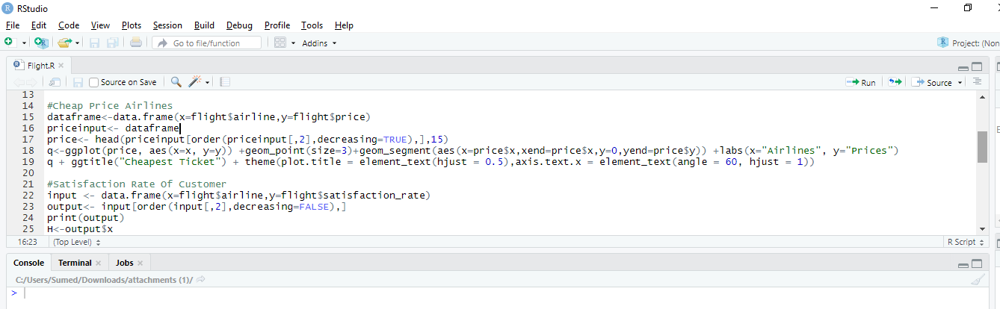 RStudio
File Edit Code View Plots Session Build Debug Profile Tools Help
Go to file/function Addins Project: (Non
Flight.R
Source on Save Run Source
13
14 #Cheap Price Airlines
15 dataframe<-data.frame(x=flight$airline,y=flight$price)
16 priceinput<- dataframe
17 price<- head(priceinput[order(priceinput[,2],decreasing=TRUE),],15)
18 q<-ggplot(price, aes(x=x, y=y)) +geom_point(size=3)+geom_segment(aes(x=price$x,xend=price$x,y=0,yend=price$y)) +labs(x="Airlines", y="Prices")
19 q + ggtitle("Cheapest Ticket") + theme(plot.title = element_text(hjust = 0.5),axis.text.x = element_text(angle = 60, hjust = 1))
20
21 #Satisfaction Rate Of Customer
22 input <- data.frame(x=flight$airline,y=flight$satisfaction_rate)
23 output<- input[order(input[,2],decreasing=FALSE),]
24 print(output)
25 H<-output$x
16:23 (Top Level) R Script
Console Terminal Jobs
C:/Users/Sumed/Downloads/attachments (1)/
>